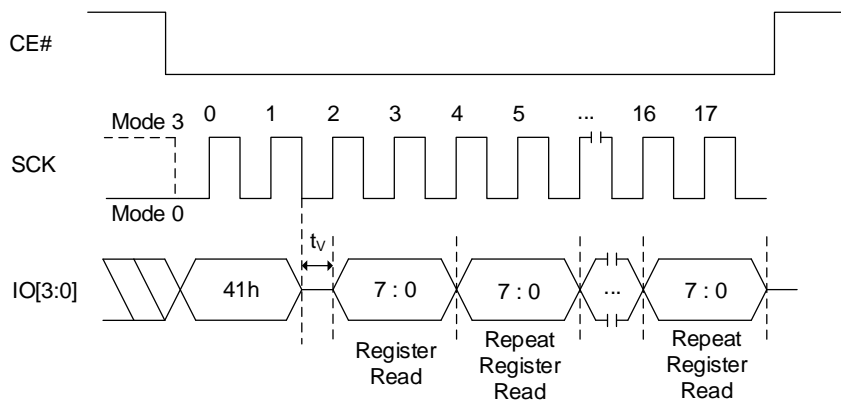 CE#
Mode 3
0 1 2 3 4 5 ... 16 17
SCK
Mode 0
tV
IO[3:0]
41h
7 : 0
7 : 0
...
7 : 0
Register
Read
Repeat
Register
Read
Repeat
Register
Read